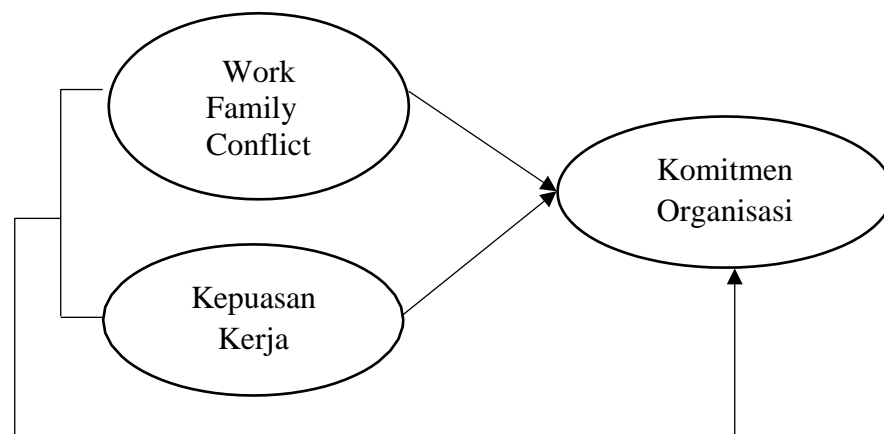 Work
Family
Conflict
Komitmen
Organisasi
Kepuasan
Kerja